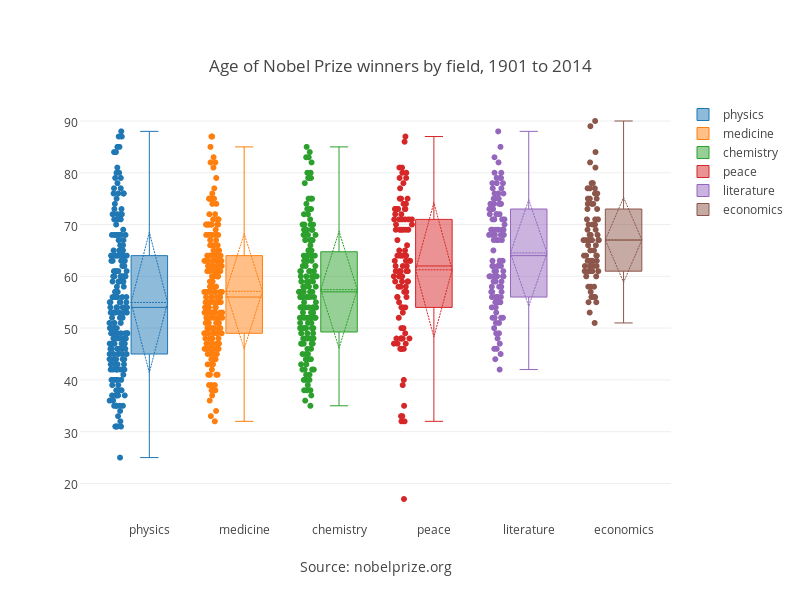 Age of Nobel Prize winners by field, 1901 to 2014
90
80
70
60
50
40
30
20
physics
medicine
chemistry
peace
literature
economics
physics
medicine
chemistry
peace
literature
economics
Source: nobelprize.org